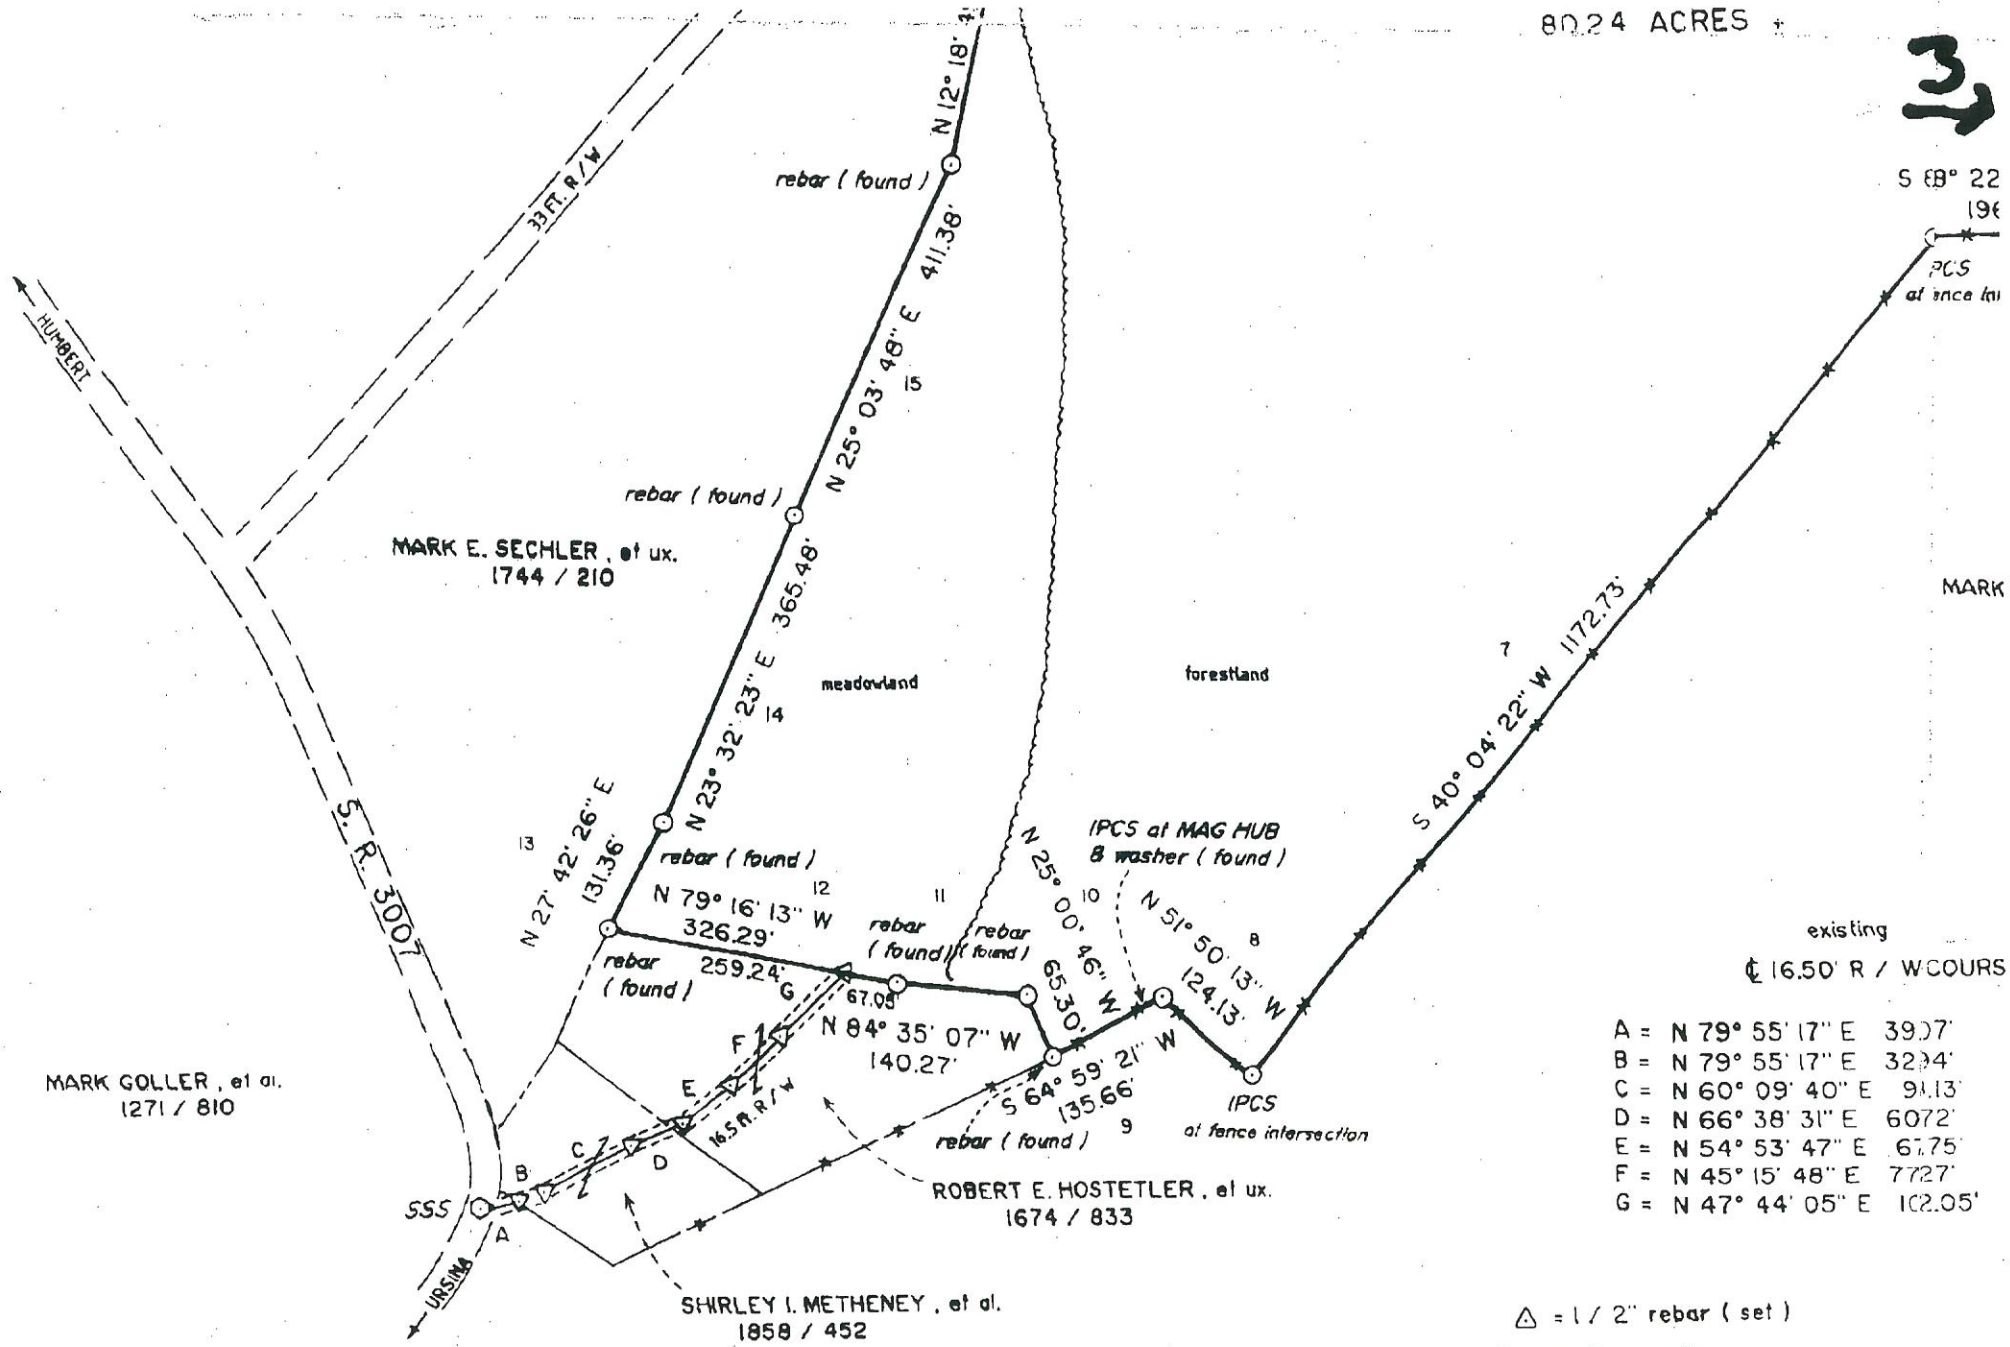 80.24 ACRES ±
3
N 12° 18'
S 88° 22
rebar ( found )
33 FT. R / W
PCS
HUMBERT
N 25° 03' 48" E 411.38'
15
rebar ( found )
MARK E. SECHLER, et ux.
1744 / 210
MARK
N 23° 32' 23" E 365.48'
14
meadowland
forestland
7
S 40° 04' 22" W 1172.73'
S. R. 3007
13
N 27° 42' 26" E
131.36'
rebar ( found )
IPCS at MAG HUB
& washer ( found )
N 79° 16' 13" W
326.29'
12
11
N 25° 00' 46" W
65.30'
10
N 51° 50' 13" W
124.13'
8
rebar
( found )
rebar
( found )
rebar
( found )
259.24'
67.05'
G
N 84° 35' 07" W
140.27'
existing
℄ 16.50' R / W COURS
F
E
16.5 ft. R / W
S 64° 59' 21" W
135.66'
9
rebar ( found )
IPCS
at fence intersection
MARK GOLLER, et al.
1271 / 810
A = N 79° 55' 17" E
B = N 79° 55' 17" E
C = N 60° 09' 40" E 91.13'
D = N 66° 38' 31" E 60.72'
E = N 54° 53' 47" E
F = N 45° 15' 48" E 77.27'
G = N 47° 44' 05" E 102.05'
C
D
B
SSS
A
ROBERT E. HOSTETLER, et ux.
1674 / 833
URSINA
SHIRLEY I. METHENEY, et al.
1858 / 452
△ = 1 / 2" rebar ( set )